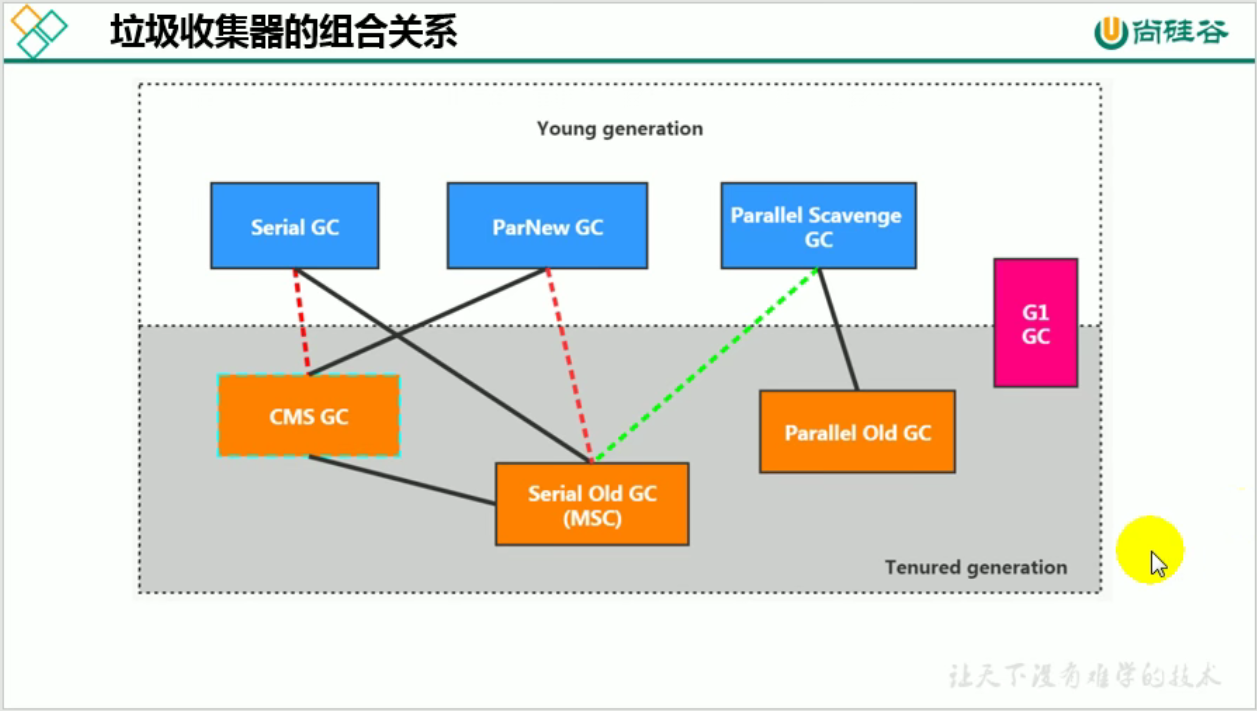 垃圾收集器的组合关系
尚硅谷
Young generation
Serial GC
ParNew GC
Parallel Scavenge
GC
G1
GC
CMS GC
Parallel Old GC
Serial Old GC
(MSC)
Tenured generation
让天下没有难学的技术